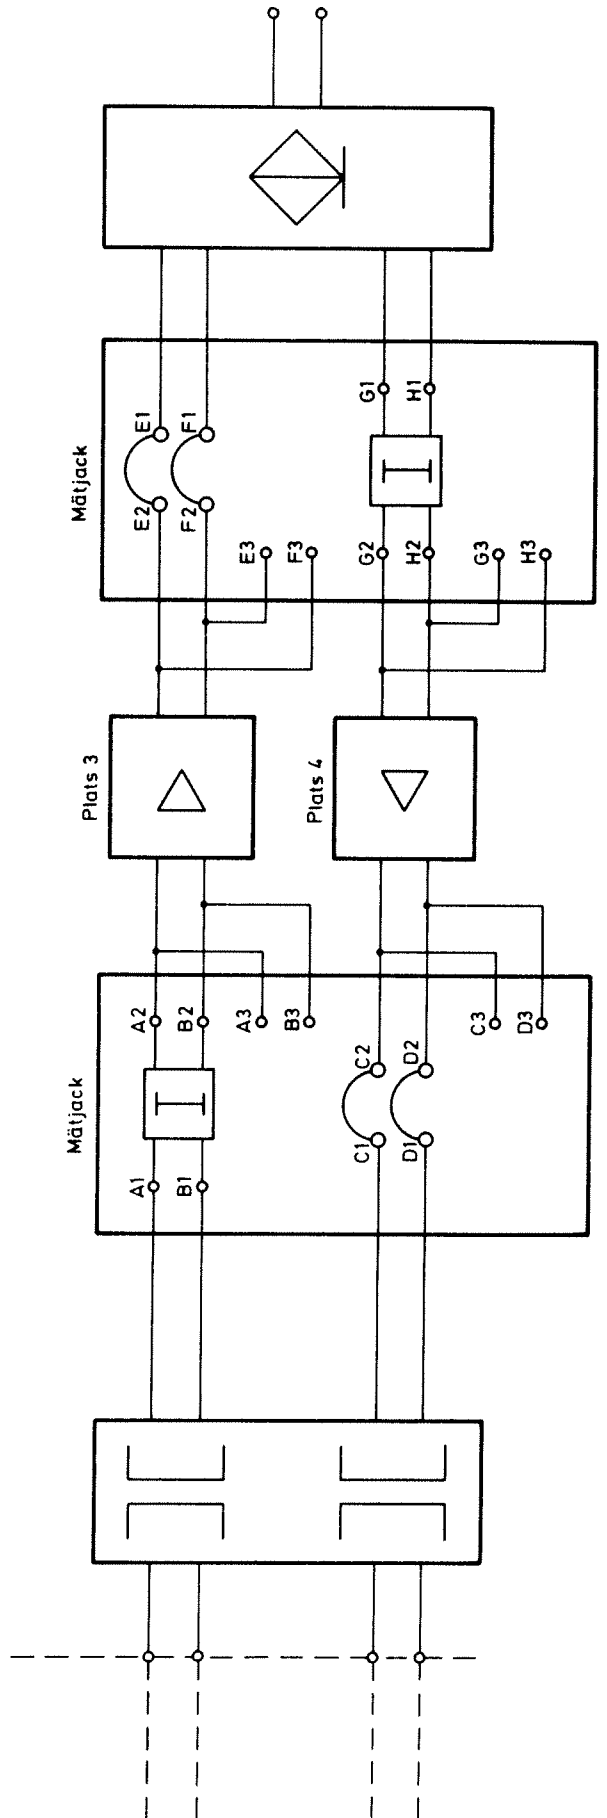 Mätjack
E1
F1
G1
H1
E2
F2
E3
F3
G2
H2
G3
H3
Plats 3
Plats 4
Mätjack
A2
B2
A3
B3
C2
D2
C3
D3
A1
B1
C1
D1